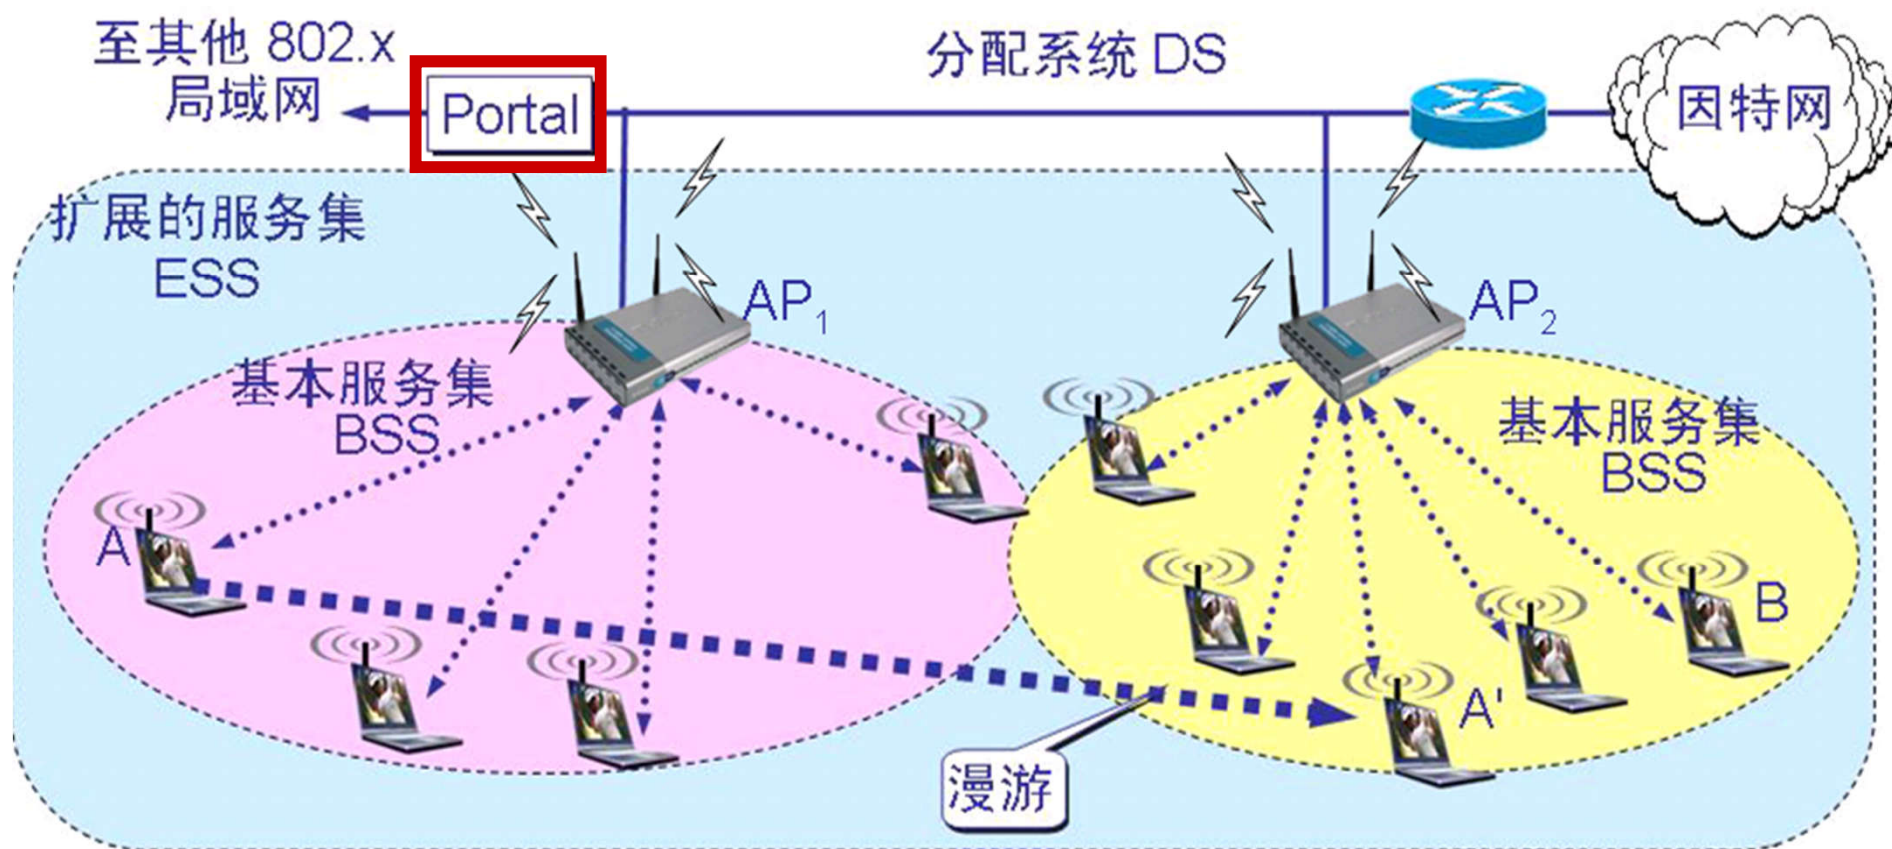 至其他 802.x
局域网
Portal
分配系统 DS
因特网
扩展的服务集
ESS
AP₁
AP₂
基本服务集
BSS
基本服务集
BSS
A
B
A'
漫游